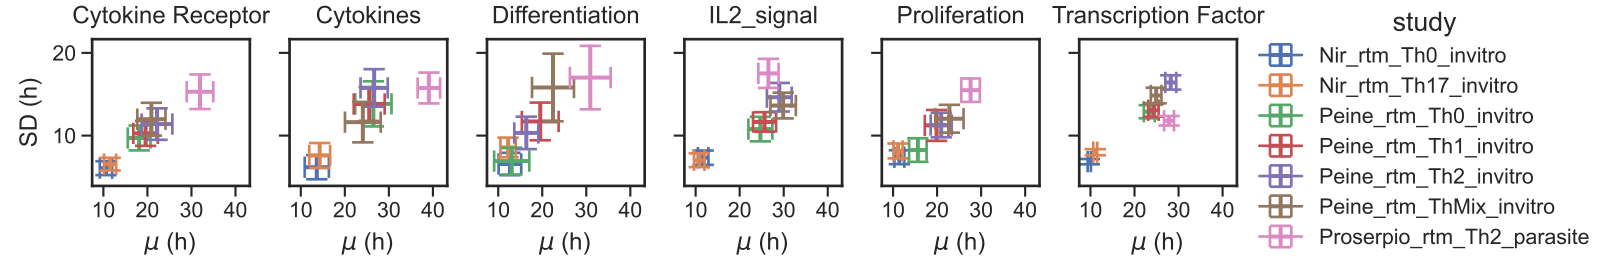 Cytokine Receptor Cytokines Differentiation IL2_signal Proliferation Transcription Factor
study
20
10
SD (h)
10 20 30 40 10 20 30 40 10 20 30 40 10 20 30 40 10 20 30 40 10 20 30 40
μ (h) μ (h) μ (h) μ (h) μ (h) μ (h)
Nir_rtm_Th0_invitro
Nir_rtm_Th17_invitro
Peine_rtm_Th0_invitro
Peine_rtm_Th1_invitro
Peine_rtm_Th2_invitro
Peine_rtm_ThMix_invitro
Proserpio_rtm_Th2_parasite